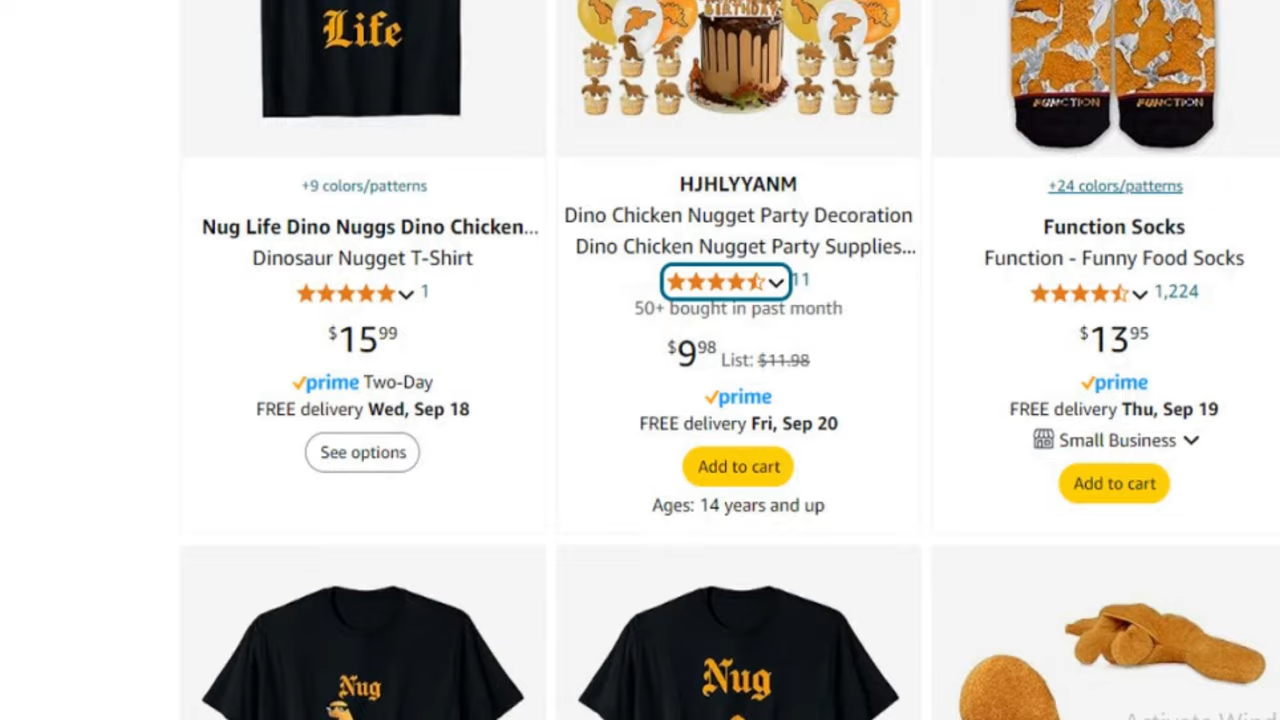 Life
BIRTHDAY
FUNCTION FUNCTION
+9 colors/patterns
Nug Life Dino Nuggs Dino Chicken...
Dinosaur Nugget T-Shirt
1
$15 99
prime Two-Day
FREE delivery Wed, Sep 18
See options
HJHLYYANM
Dino Chicken Nugget Party Decoration
Dino Chicken Nugget Party Supplies...
11
50+ bought in past month
$9 98 List: $11.98
prime
FREE delivery Fri, Sep 20
Add to cart
Ages: 14 years and up
+24 colors/patterns
Function Socks
Function - Funny Food Socks
1,224
$13 95
prime
FREE delivery Thu, Sep 19
Small Business
Add to cart
Nug
Nug